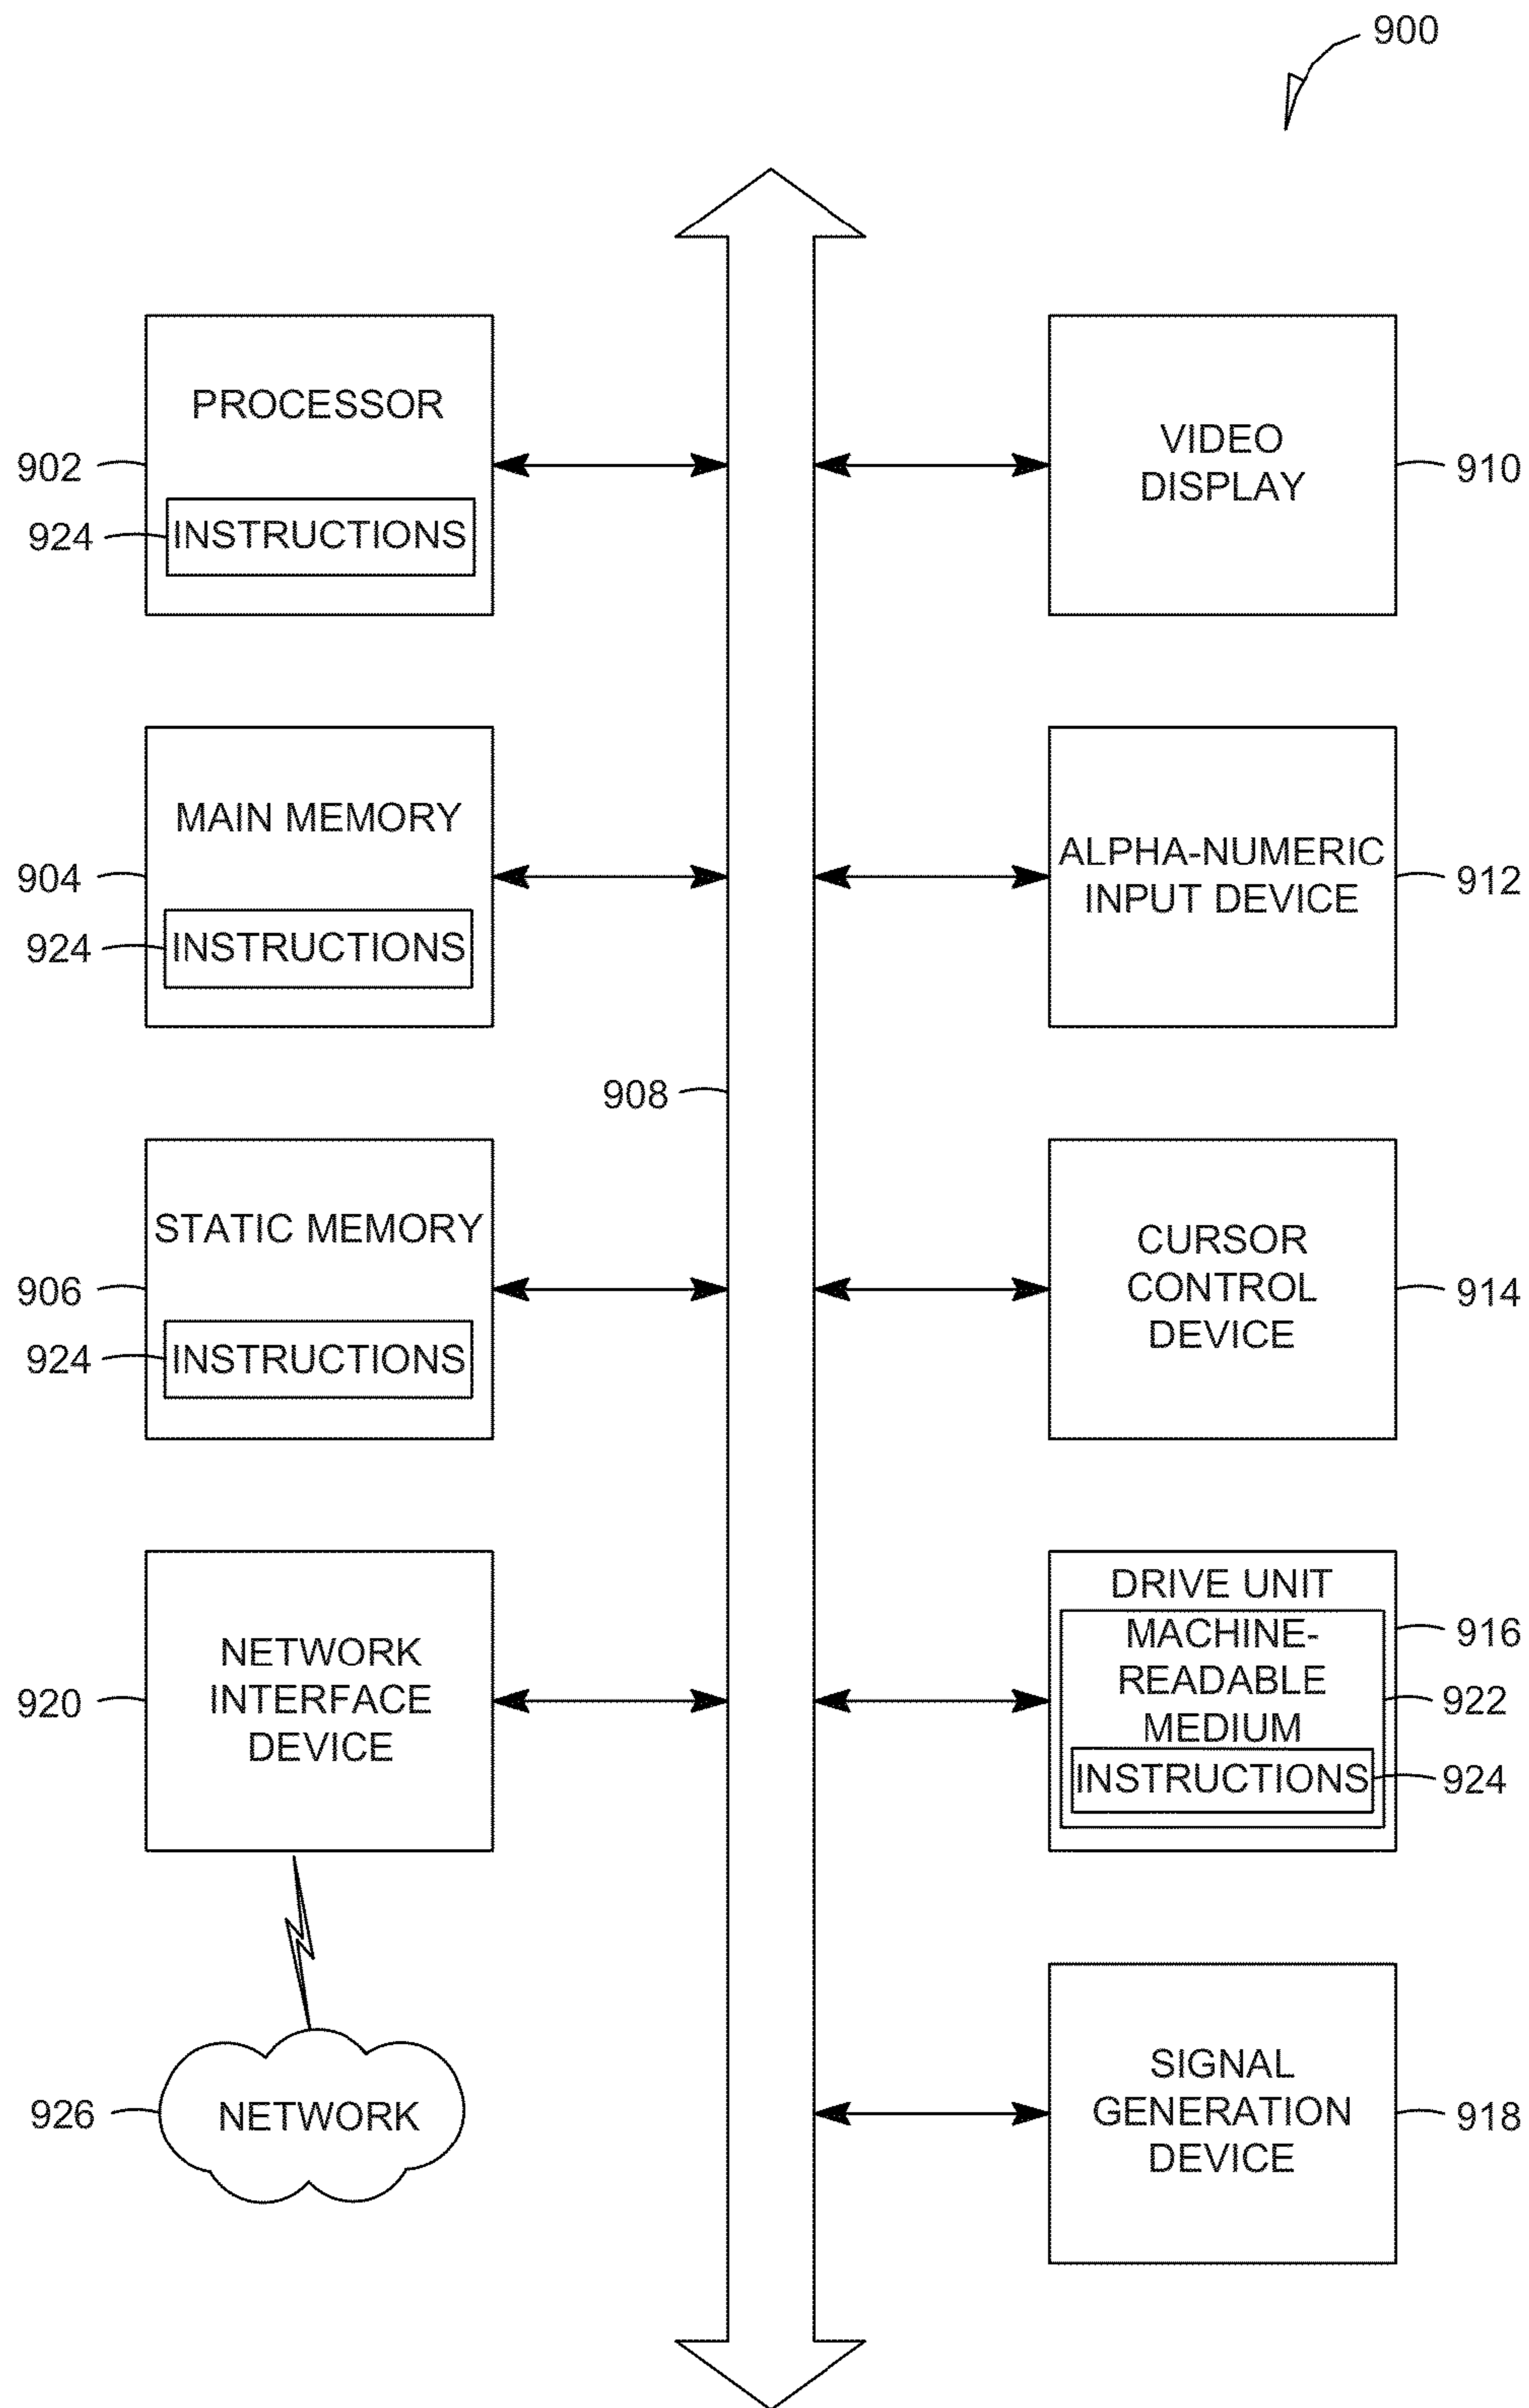 900
PROCESSOR
902
924
INSTRUCTIONS
VIDEO
DISPLAY
910
MAIN MEMORY
904
924
INSTRUCTIONS
ALPHA-NUMERIC
INPUT DEVICE
912
908
STATIC MEMORY
906
924
INSTRUCTIONS
CURSOR
CONTROL
DEVICE
914
NETWORK
INTERFACE
DEVICE
920
DRIVE UNIT
916
MACHINE-
READABLE
MEDIUM
922
INSTRUCTIONS
924
926
NETWORK
SIGNAL
GENERATION
DEVICE
918